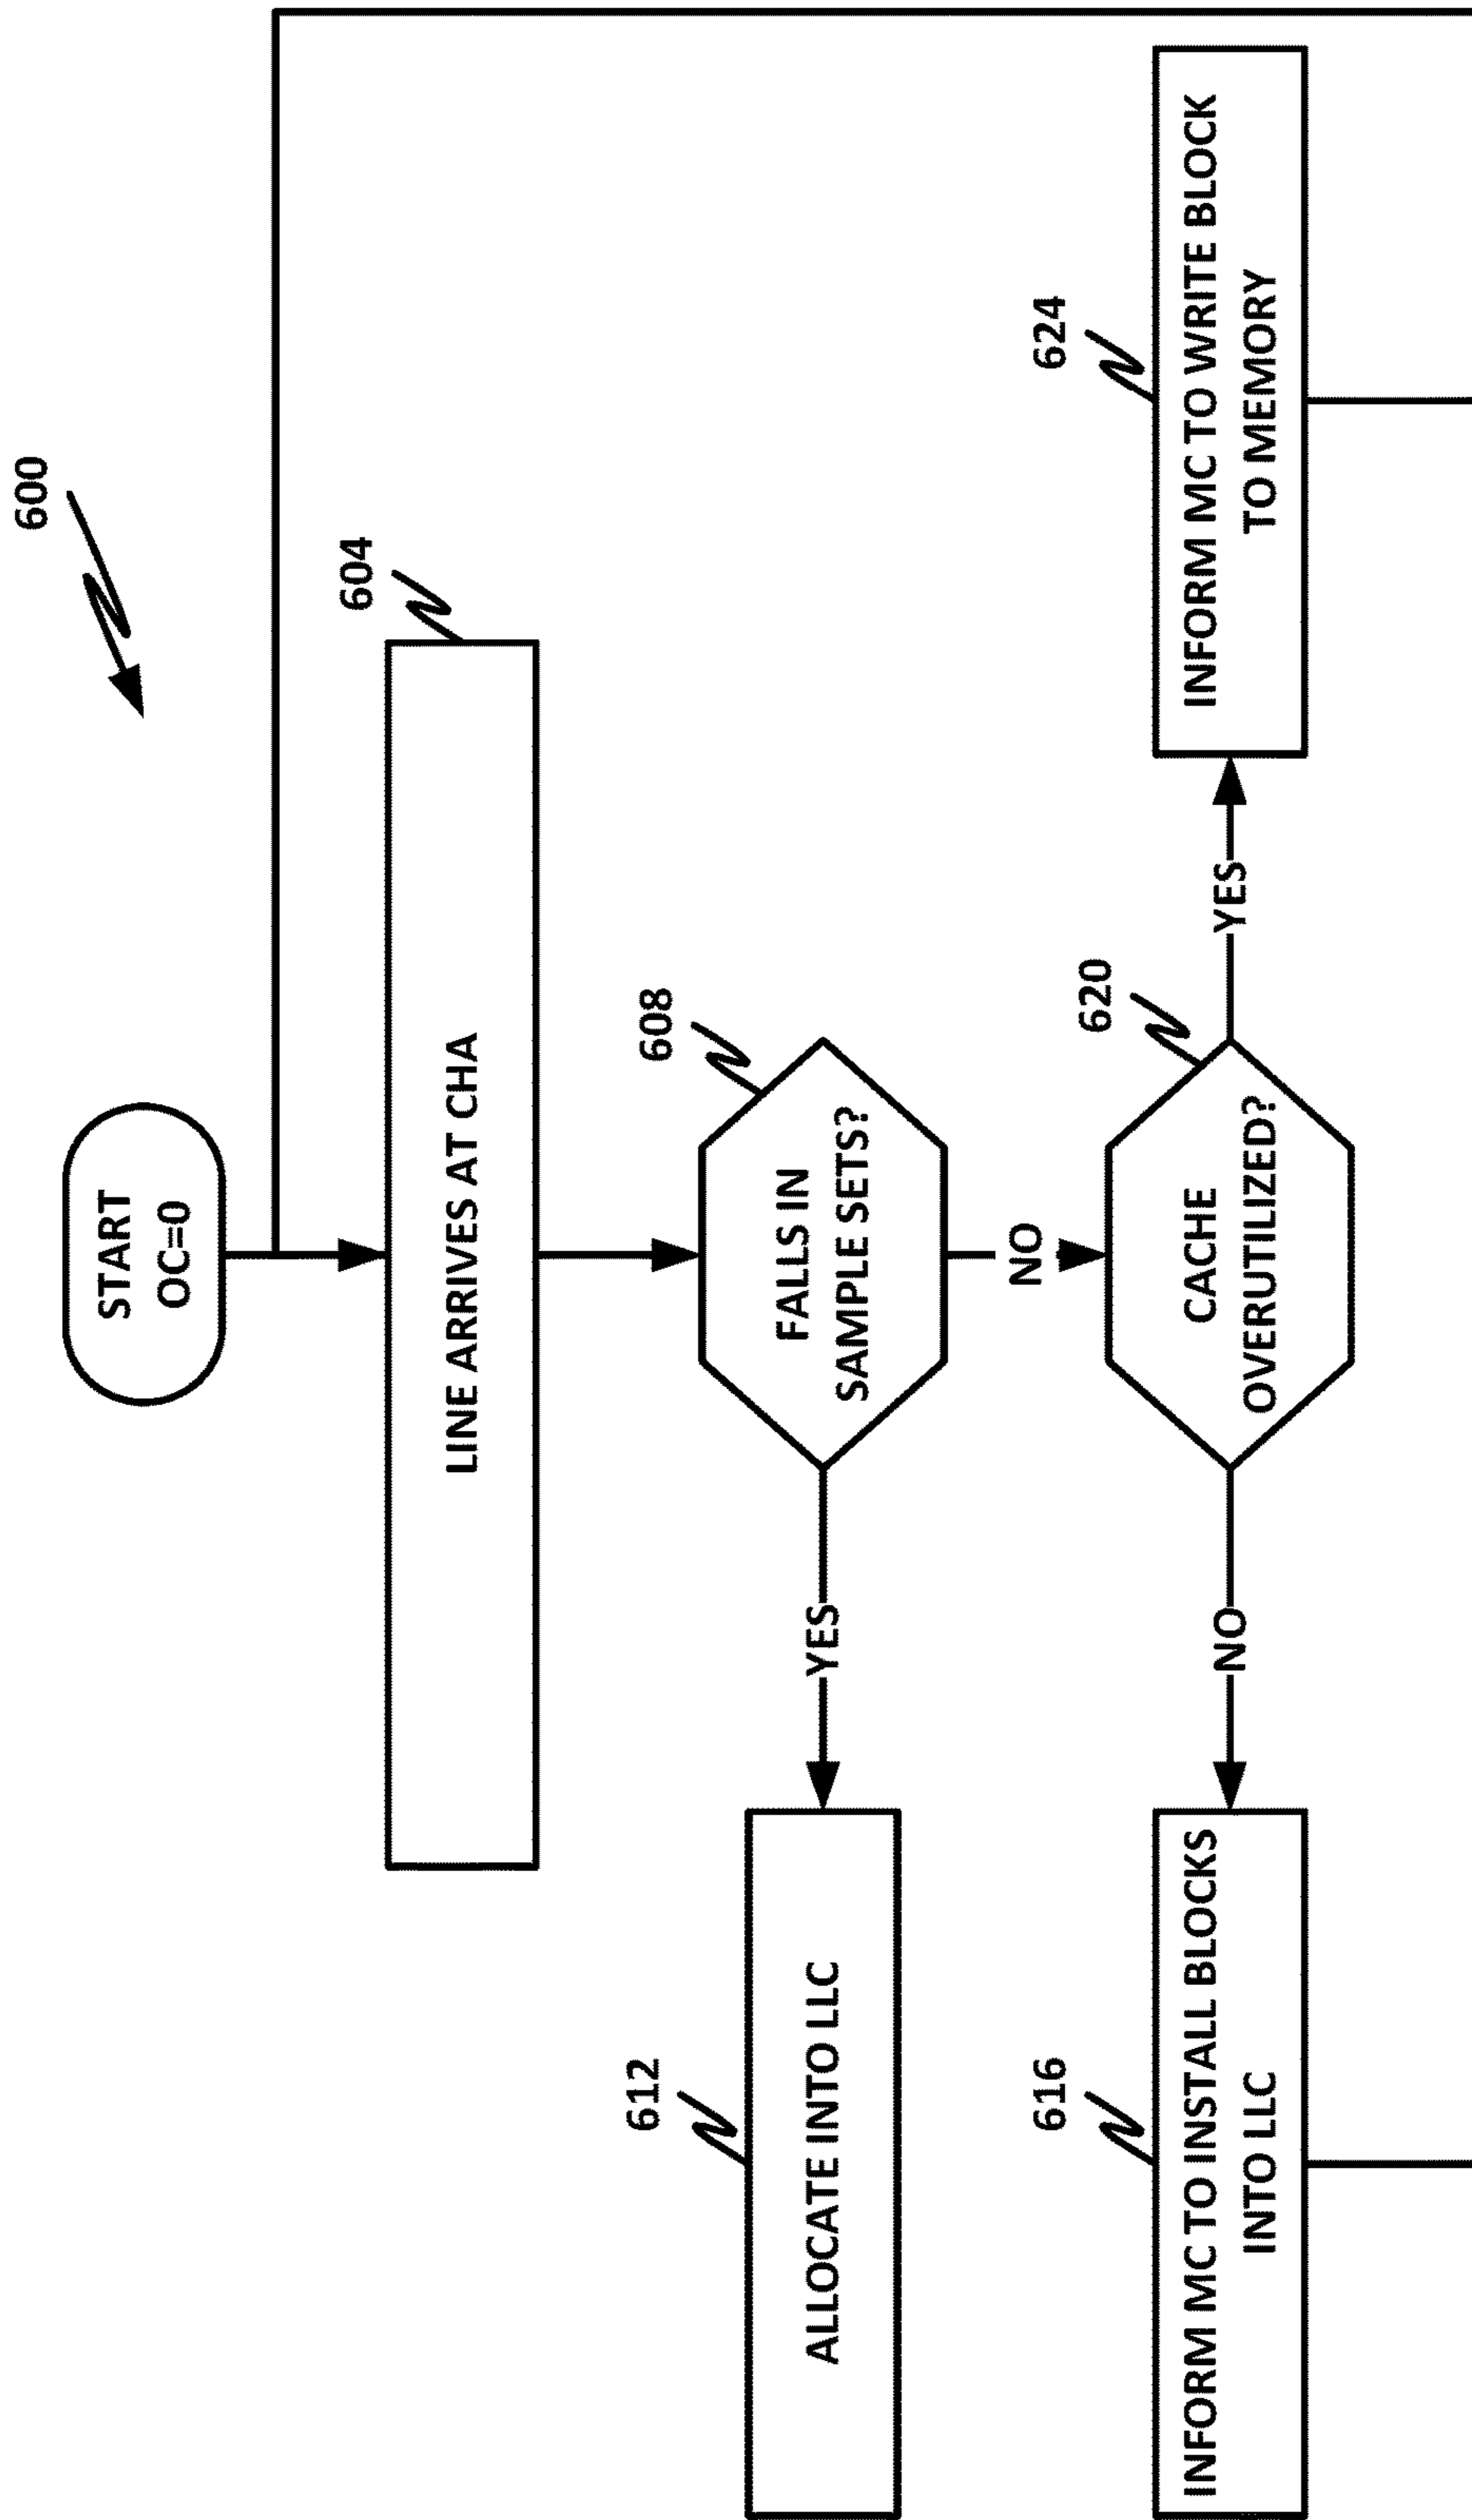 600
START
OC=0
604
LINE ARRIVES AT CHA
608
FALLS IN
SAMPLE SETS?
YES
612
ALLOCATE INTO LLC
NO
620
CACHE
OVERUTILIZED?
NO
YES
616
INFORM MC TO INSTALL BLOCKS
INTO LLC
624
INFORM MC TO WRITE BLOCK
TO MEMORY